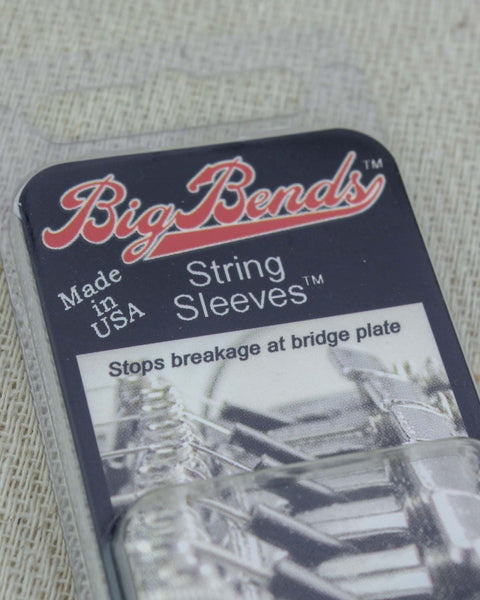 Big Bends™
Made
in
USA
String
Sleeves™
Stops breakage at bridge plate